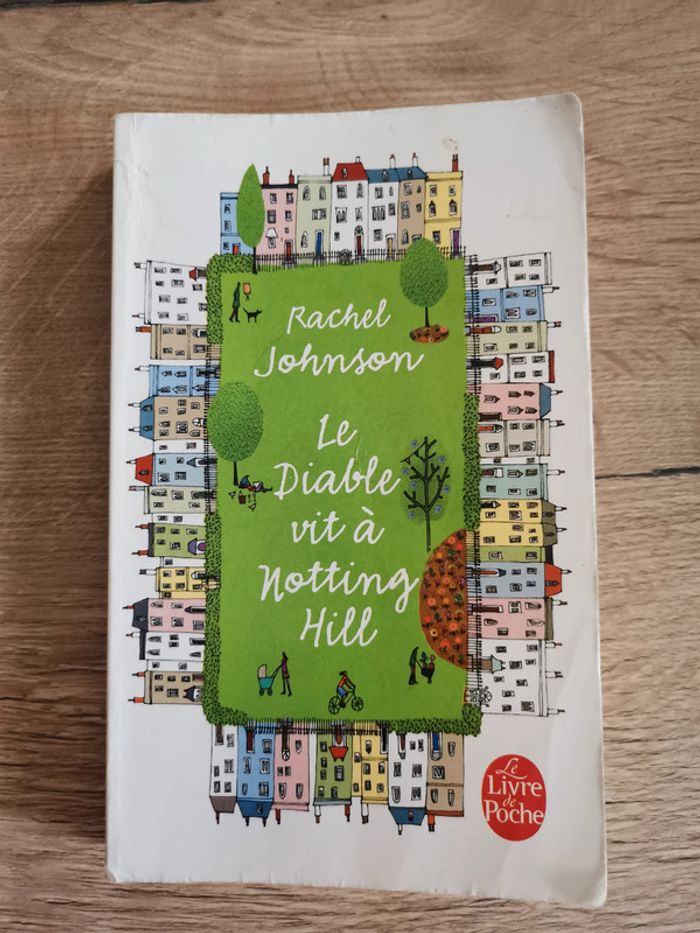 Rachel
Johnson
Le
Diable
vit à
Notting
Hill
Le
Livre
de
Poche